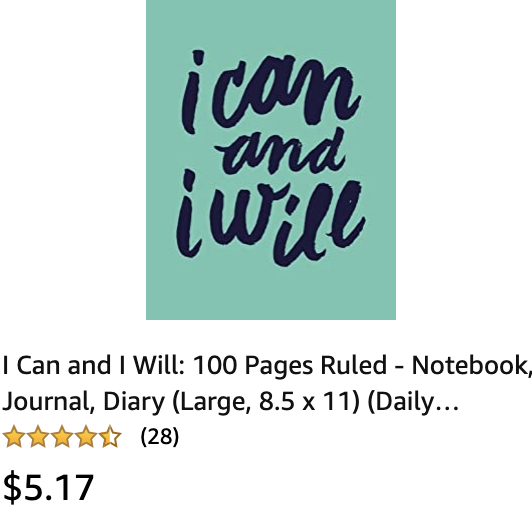 i can
and
i will
I Can and I Will: 100 Pages Ruled - Notebook,
Journal, Diary (Large, 8.5 x 11) (Daily...
(28)
$5.17